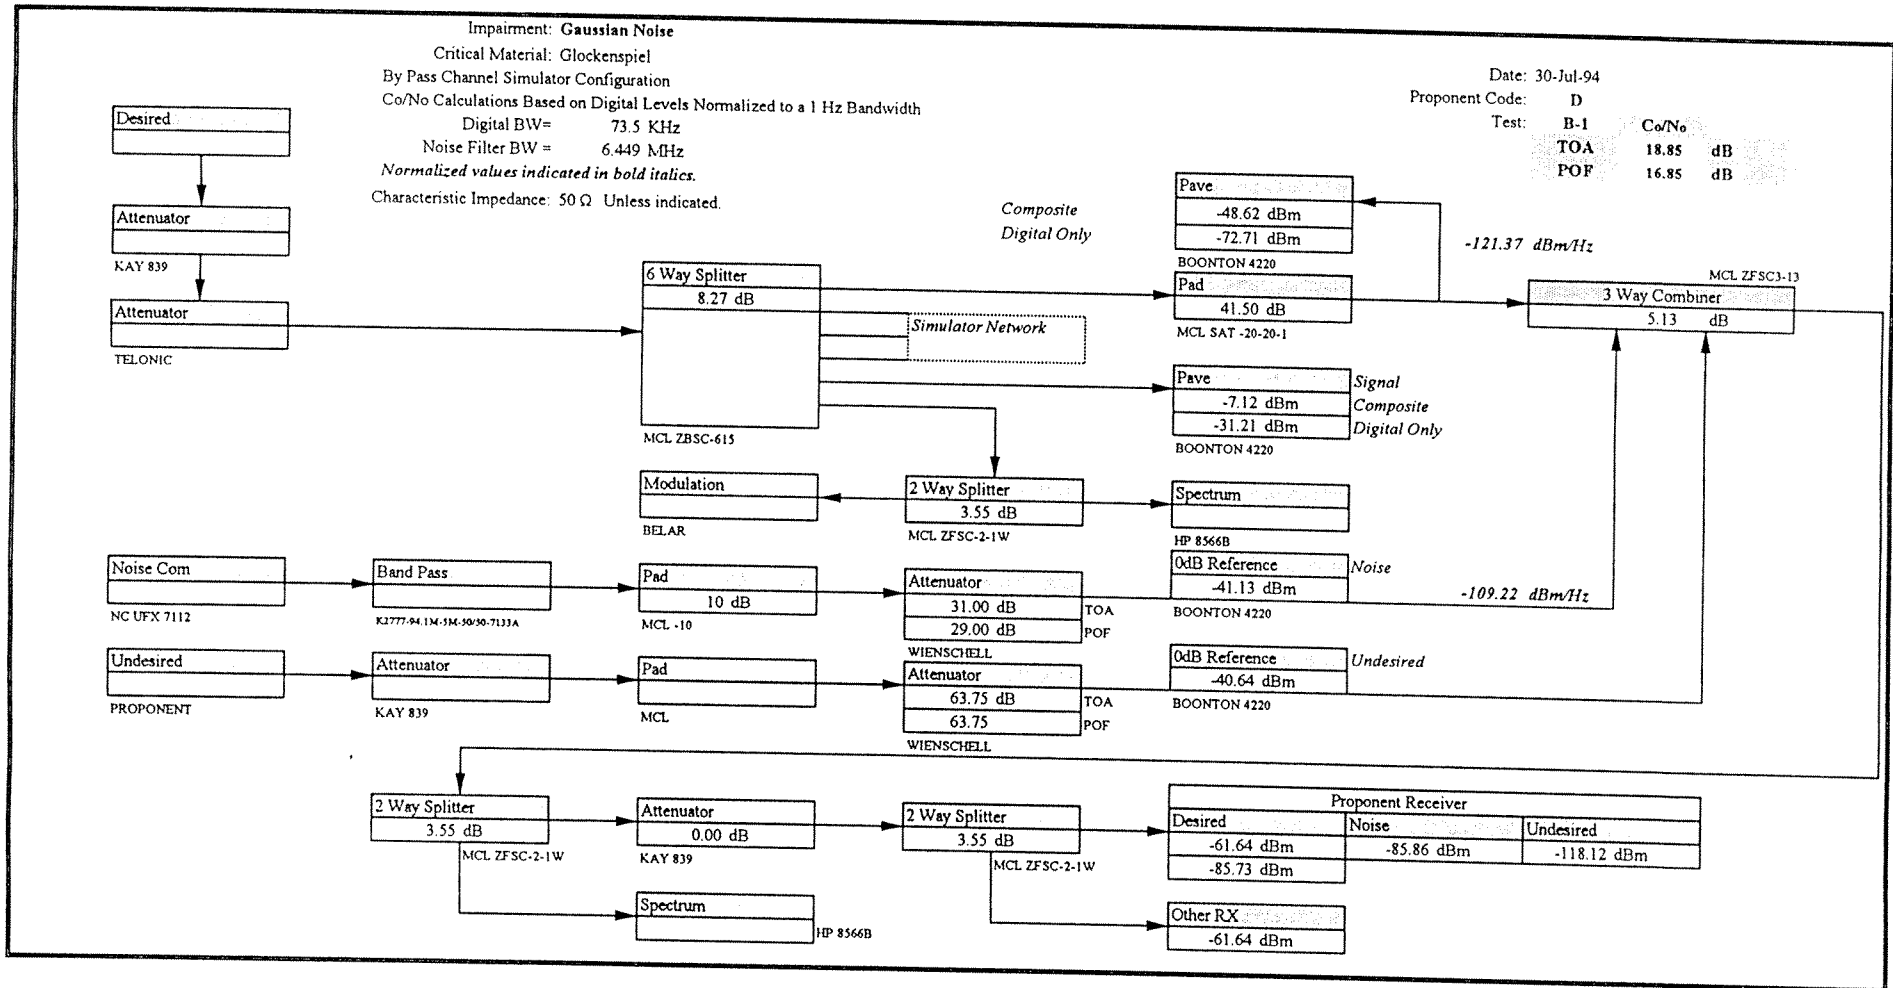 Impairment: Gaussian Noise
Critical Material: Glockenspiel
By Pass Channel Simulator Configuration
Co/No Calculations Based on Digital Levels Normalized to a 1 Hz Bandwidth
Digital BW= 73.5 KHz
Noise Filter BW = 6.449 MHz
Normalized values indicated in bold italics.
Characteristic Impedance: 50 Ω Unless indicated.
Date: 30-Jul-94
Proponent Code: D
Test: B-1 Co/No
TOA 18.85 dB
POF 16.85 dB
Desired
Attenuator
KAY 839
Attenuator
TELONIC
6 Way Splitter
8.27 dB
MCL ZBSC-615
Simulator Network
Composite
Digital Only
Pave
-48.62 dBm
-72.71 dBm
BOONTON 4220
-121.37 dBm/Hz
Pad
41.50 dB
MCL SAT -20-20-1
MCL ZFSC3-13
3 Way Combiner
5.13 dB
Pave
-7.12 dBm
-31.21 dBm
BOONTON 4220
Signal
Composite
Digital Only
Modulation
BELAR
2 Way Splitter
3.55 dB
MCL ZFSC-2-1W
Spectrum
HP 8566B
Noise Com
NC UFX 7112
Band Pass
K2777-94.1M-5M-50/50-7133A
Pad
10 dB
MCL -10
Attenuator
31.00 dB TOA
29.00 dB POF
WIENSCHELL
0dB Reference
-41.13 dBm
BOONTON 4220
Noise
-109.22 dBm/Hz
Undesired
PROPONENT
Attenuator
KAY 839
Pad
MCL
Attenuator
63.75 dB TOA
63.75 POF
WIENSCHELL
0dB Reference
-40.64 dBm
BOONTON 4220
Undesired
2 Way Splitter
3.55 dB
MCL ZFSC-2-1W
Attenuator
0.00 dB
KAY 839
2 Way Splitter
3.55 dB
MCL ZFSC-2-1W
Proponent Receiver
Desired Noise Undesired
-61.64 dBm -85.86 dBm -118.12 dBm
-85.73 dBm
Spectrum
HP 8566B
Other RX
-61.64 dBm